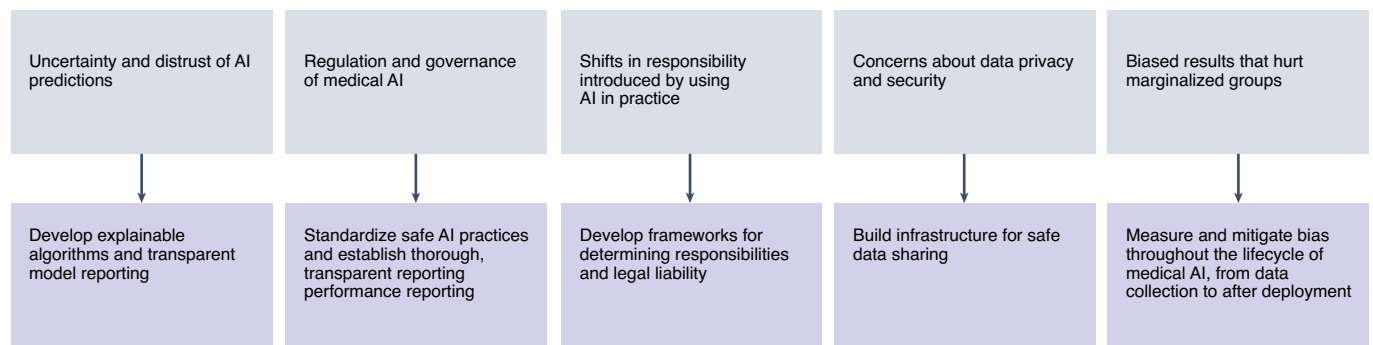 Uncertainty and distrust of AI
predictions
Regulation and governance
of medical AI
Shifts in responsibility
introduced by using
AI in practice
Concerns about data privacy
and security
Biased results that hurt
marginalized groups
Develop explainable
algorithms and transparent
model reporting
Standardize safe AI practices
and establish thorough,
transparent reporting
performance reporting
Develop frameworks for
determining responsibilities
and legal liability
Build infrastructure for safe
data sharing
Measure and mitigate bias
throughout the lifecycle of
medical AI, from data
collection to after deployment